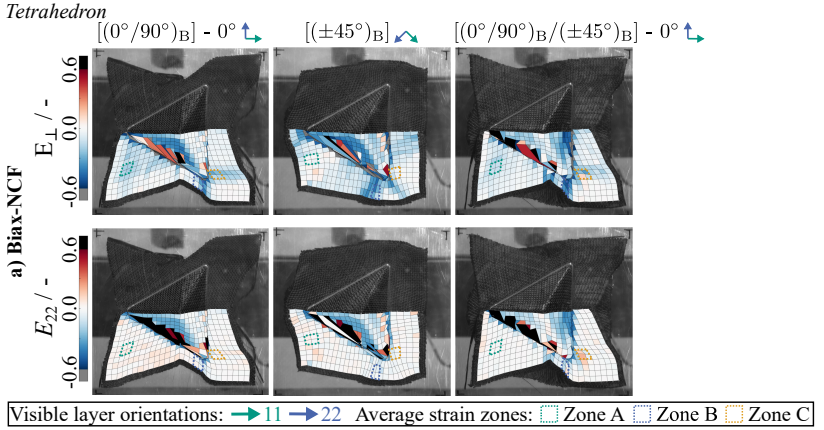 Tetrahedron
[(0°/90°)B] - 0°
[(±45°)B]
[(0°/90°)B/(±45°)B] - 0°
a) Biax-NCF
E⊥ / -
0.6
0.0
-0.6
E22 / -
0.6
0.0
-0.6
Visible layer orientations: 11 22 Average strain zones: Zone A Zone B Zone C